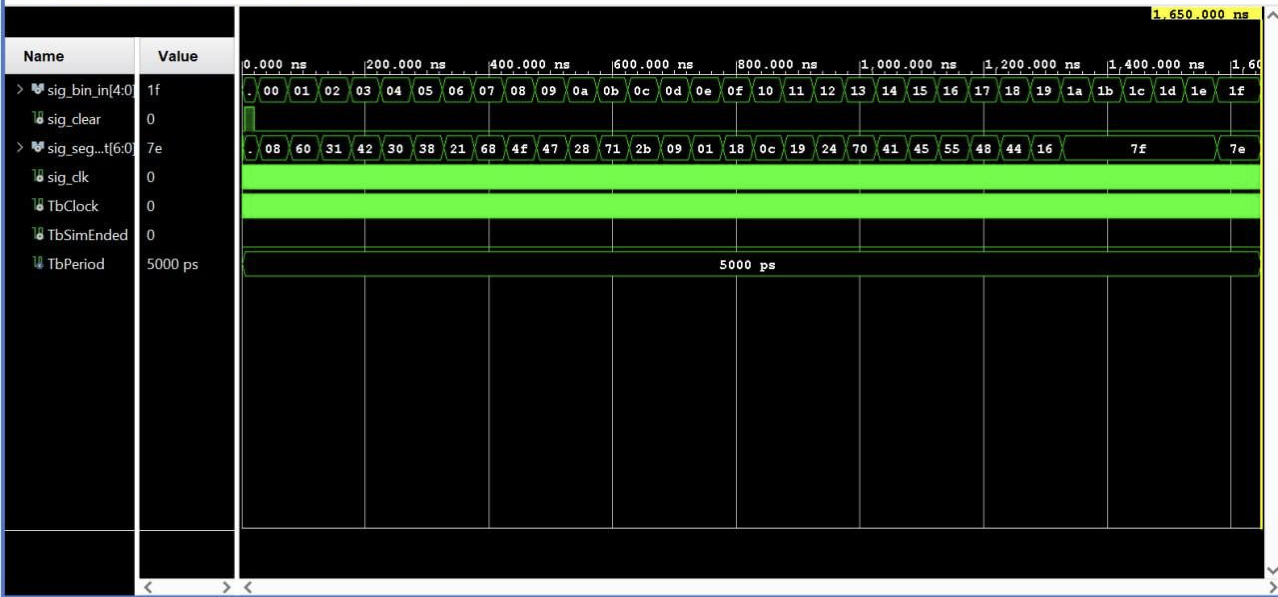 1,650.000 ns
Name Value
0.000 ns 200.000 ns 400.000 ns 600.000 ns 800.000 ns 1,000.000 ns 1,200.000 ns 1,400.000 ns 1,60
> sig_bin_in[4:0] 1f . 00 01 02 03 04 05 06 07 08 09 0a 0b 0c 0d 0e 0f 10 11 12 13 14 15 16 17 18 19 1a 1b 1c 1d 1e 1f
sig_clear 0
> sig_seg...t[6:0] 7e . 08 60 31 42 30 38 21 68 4f 47 28 71 2b 09 01 18 0c 19 24 70 41 45 55 48 44 16 7f 7e
sig_clk 0
TbClock 0
TbSimEnded 0
TbPeriod 5000 ps 5000 ps